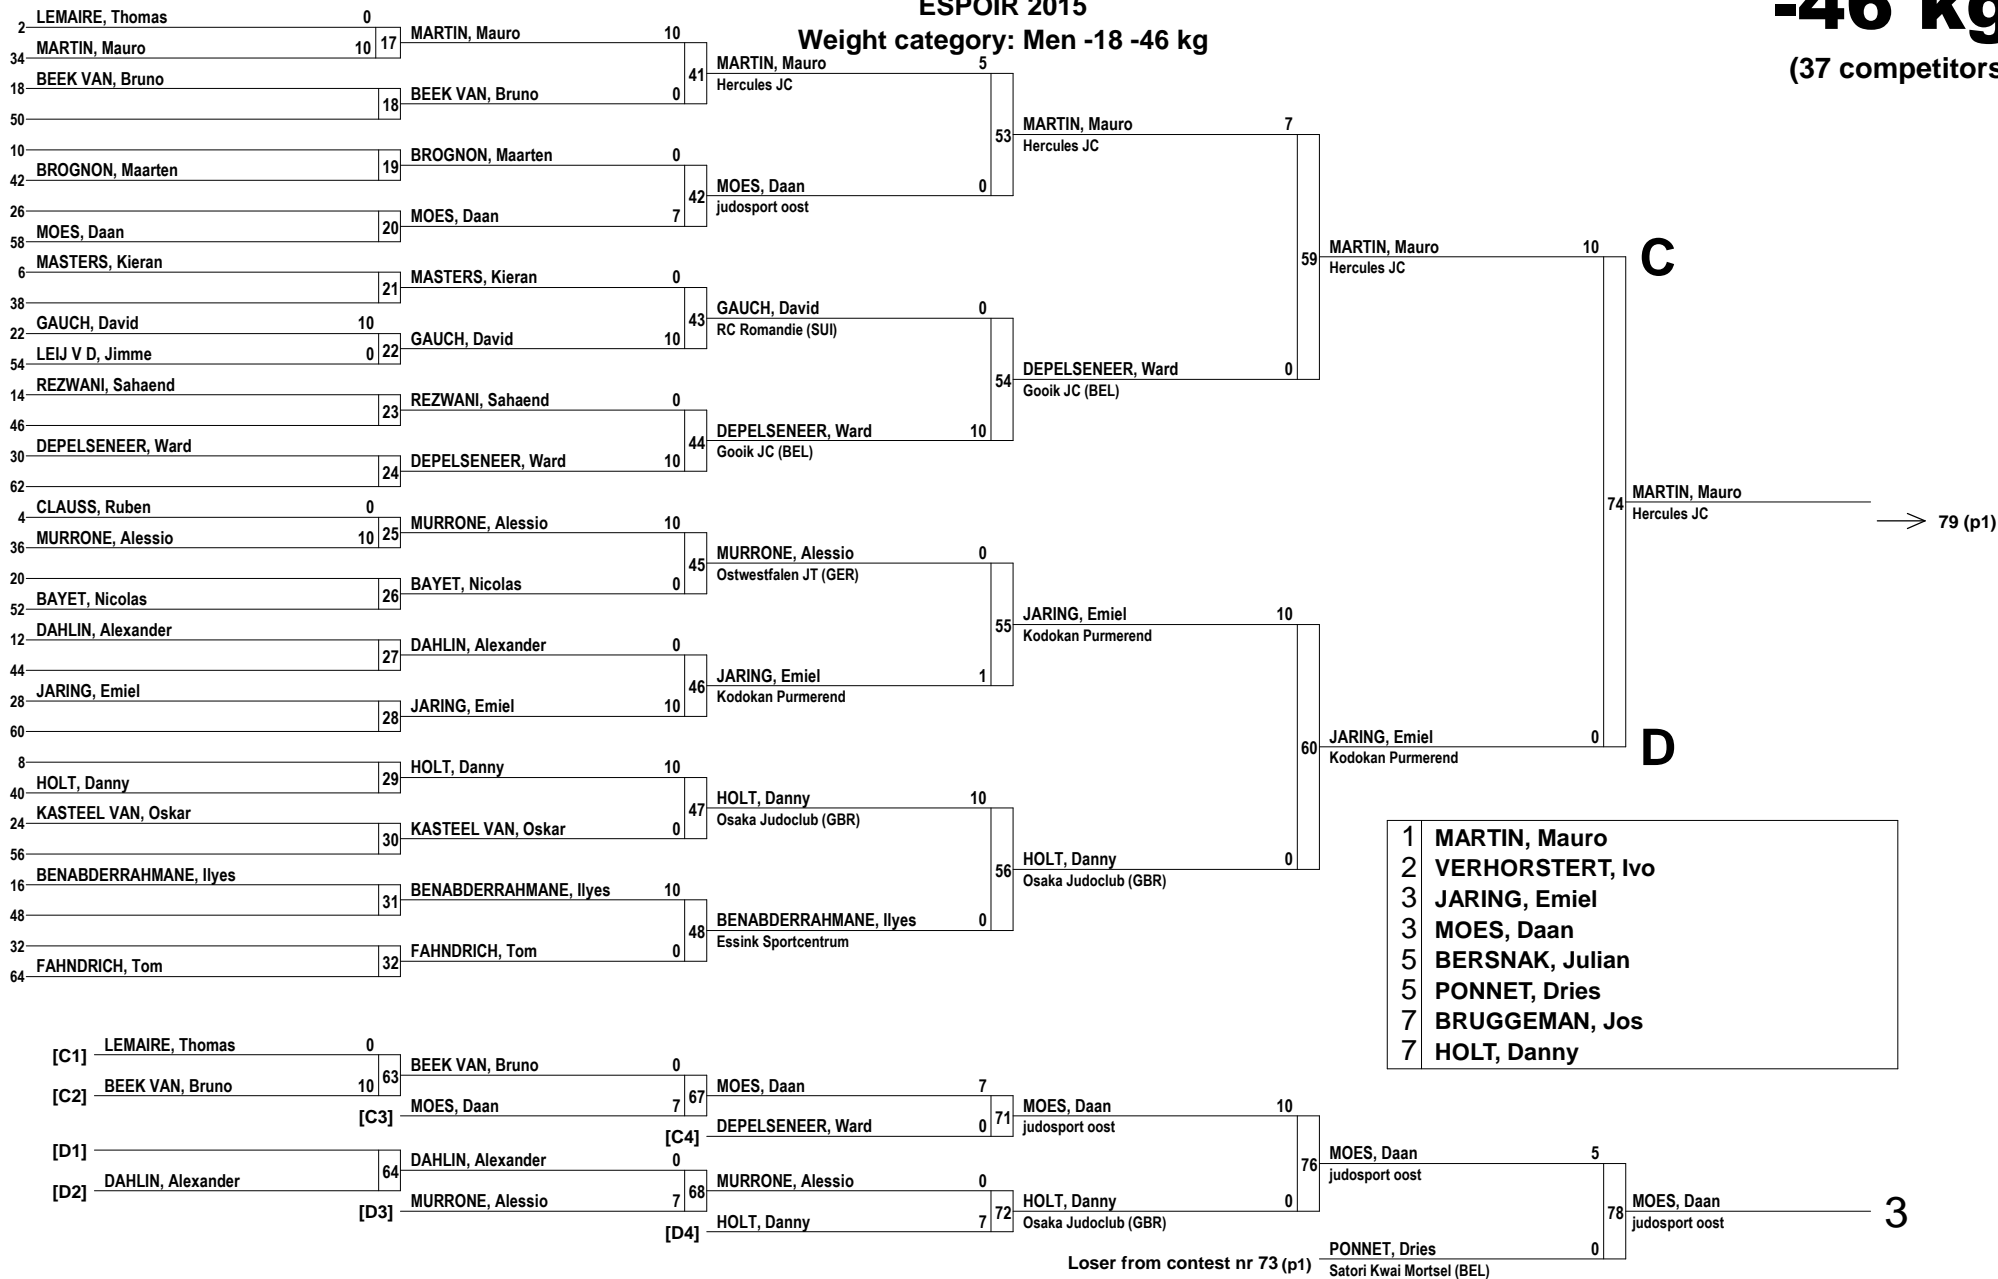 ESPOIR 2015
Weight category: Men -18 -46 kg
-46 kg
(37 competitors
2 LEMAIRE, Thomas 0
34 MARTIN, Mauro 10
17
18 BEEK VAN, Bruno
50
18
10
42 BROGNON, Maarten
19
26
58 MOES, Daan
20
6 MASTERS, Kieran
38
21
22 GAUCH, David 10
54 LEIJ V D, Jimme 0
22
14 REZWANI, Sahaend
46
23
30 DEPELSENEER, Ward
62
24
4 CLAUSS, Ruben 0
36 MURRONE, Alessio 10
25
20
52 BAYET, Nicolas
26
12 DAHLIN, Alexander
44
27
28 JARING, Emiel
60
28
8
40 HOLT, Danny
29
24 KASTEEL VAN, Oskar
56
30
16 BENABDERRAHMANE, Ilyes
48
31
32
64 FAHNDRICH, Tom
32
MARTIN, Mauro 10
BEEK VAN, Bruno 0
41
BROGNON, Maarten 0
MOES, Daan 7
42
MASTERS, Kieran 0
GAUCH, David 10
43
REZWANI, Sahaend 0
DEPELSENEER, Ward 10
44
MURRONE, Alessio 10
BAYET, Nicolas 0
45
DAHLIN, Alexander 0
JARING, Emiel 10
46
HOLT, Danny 10
KASTEEL VAN, Oskar 0
47
BENABDERRAHMANE, Ilyes 10
FAHNDRICH, Tom 0
48
MARTIN, Mauro 5
Hercules JC
MOES, Daan 0
judosport oost
53
GAUCH, David 0
RC Romandie (SUI)
DEPELSENEER, Ward 10
Gooik JC (BEL)
54
MURRONE, Alessio 0
Ostwestfalen JT (GER)
JARING, Emiel 1
Kodokan Purmerend
55
HOLT, Danny 10
Osaka Judoclub (GBR)
BENABDERRAHMANE, Ilyes 0
Essink Sportcentrum
56
MARTIN, Mauro 7
Hercules JC
DEPELSENEER, Ward 0
Gooik JC (BEL)
59
JARING, Emiel 10
Kodokan Purmerend
HOLT, Danny 0
Osaka Judoclub (GBR)
60
MARTIN, Mauro 10
Hercules JC
C
JARING, Emiel 0
Kodokan Purmerend
D
74
MARTIN, Mauro
Hercules JC
79 (p1)
1 MARTIN, Mauro
2 VERHORSTERT, Ivo
3 JARING, Emiel
3 MOES, Daan
5 BERSNAK, Julian
5 PONNET, Dries
7 BRUGGEMAN, Jos
7 HOLT, Danny
[C1] LEMAIRE, Thomas 0
[C2] BEEK VAN, Bruno 10
63
[D1]
[D2] DAHLIN, Alexander
64
BEEK VAN, Bruno 0
[C3] MOES, Daan 7
67
DAHLIN, Alexander 0
[D3] MURRONE, Alessio 7
68
MOES, Daan 7
[C4] DEPELSENEER, Ward 0
71
MURRONE, Alessio 0
[D4] HOLT, Danny 7
72
MOES, Daan 10
judosport oost
HOLT, Danny 0
Osaka Judoclub (GBR)
76
MOES, Daan 5
judosport oost
Loser from contest nr 73 (p1) PONNET, Dries 0
Satori Kwai Mortsel (BEL)
78
MOES, Daan
judosport oost
3